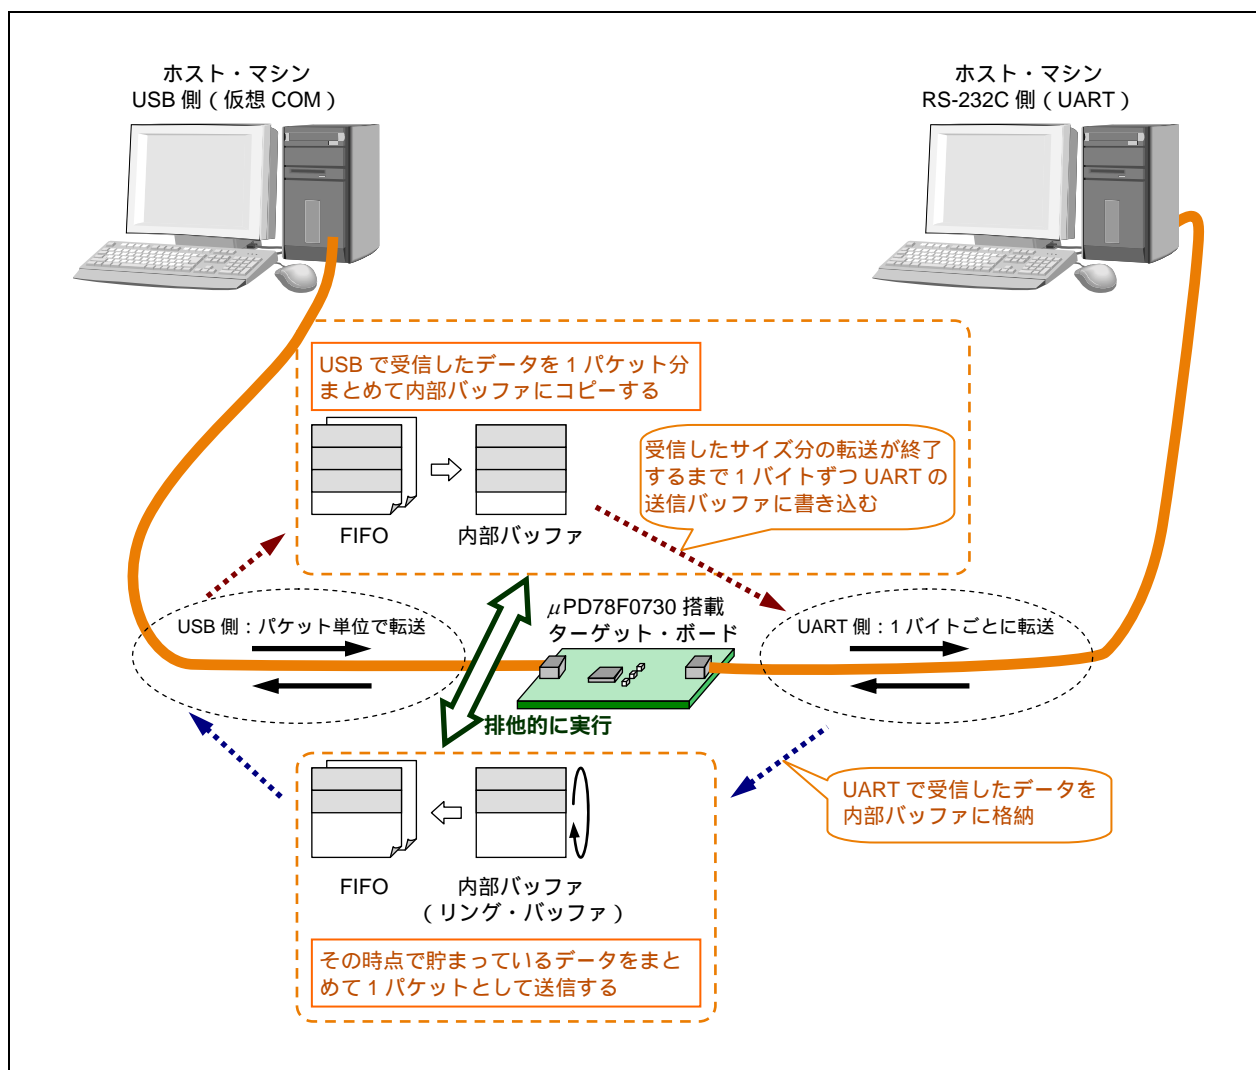 ホスト・マシン
USB 側（仮想 COM）
ホスト・マシン
RS-232C 側（UART）
USB で受信したデータを 1 パケット分
まとめて内部バッファにコピーする
受信したサイズ分の転送が終了
するまで 1 バイトずつ UART の
送信バッファに書き込む
FIFO
内部バッファ
μPD78F0730 搭載
ターゲット・ボード
USB 側：パケット単位で転送
UART 側：1 バイトごとに転送
排他的に実行
UART で受信したデータを
内部バッファに格納
FIFO
内部バッファ
（リング・バッファ）
その時点で貯まっているデータをまと
めて 1 パケットとして送信する